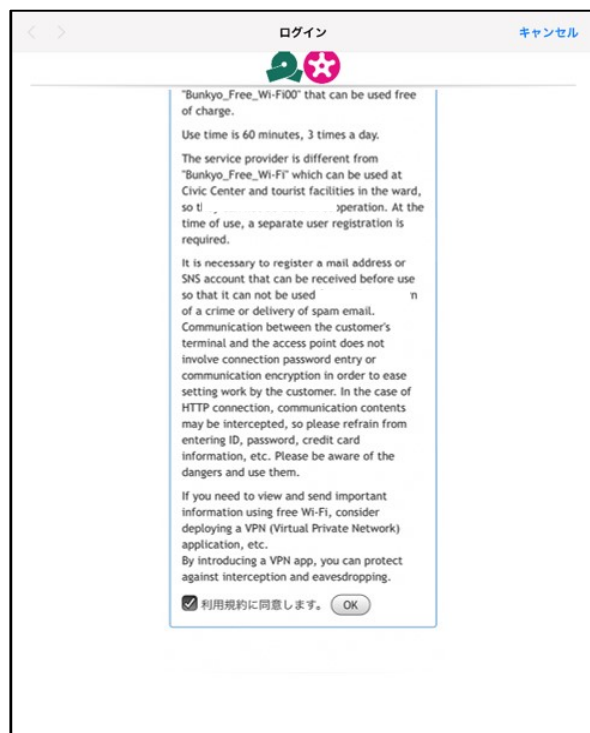 ログイン
キャンセル
"Bunkyo_Free_Wi-Fi00" that can be used free
of charge.
Use time is 60 minutes, 3 times a day.
The service provider is different from
"Bunkyo_Free_Wi-Fi" which can be used at
Civic Center and tourist facilities in the ward,
so operation. At the
time of use, a separate user registration is
required.
It is necessary to register a mail address or
SNS account that can be received before use
so that it can not be used
of a crime or delivery of spam email.
Communication between the customer's
terminal and the access point does not
involve connection password entry or
communication encryption in order to ease
setting work by the customer. In the case of
HTTP connection, communication contents
may be intercepted, so please refrain from
entering ID, password, credit card
information, etc. Please be aware of the
dangers and use them.
If you need to view and send important
information using free Wi-Fi, consider
deploying a VPN (Virtual Private Network)
application, etc.
By introducing a VPN app, you can protect
against interception and eavesdropping.
利用規約に同意します。 OK